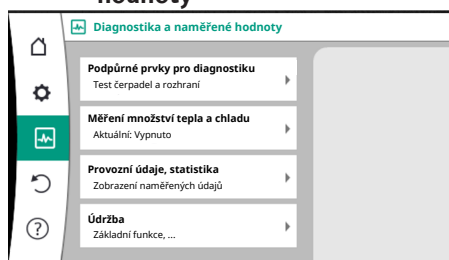 hodnoty
Diagnostika a naměřené hodnoty
Podpůrné prvky pro diagnostiku
Test čerpadel a rozhraní
Měření množství tepla a chladu
Aktuální: Vypnuto
Provozní údaje, statistika
Zobrazení naměřených údajů
Údržba
Základní funkce, ...
?